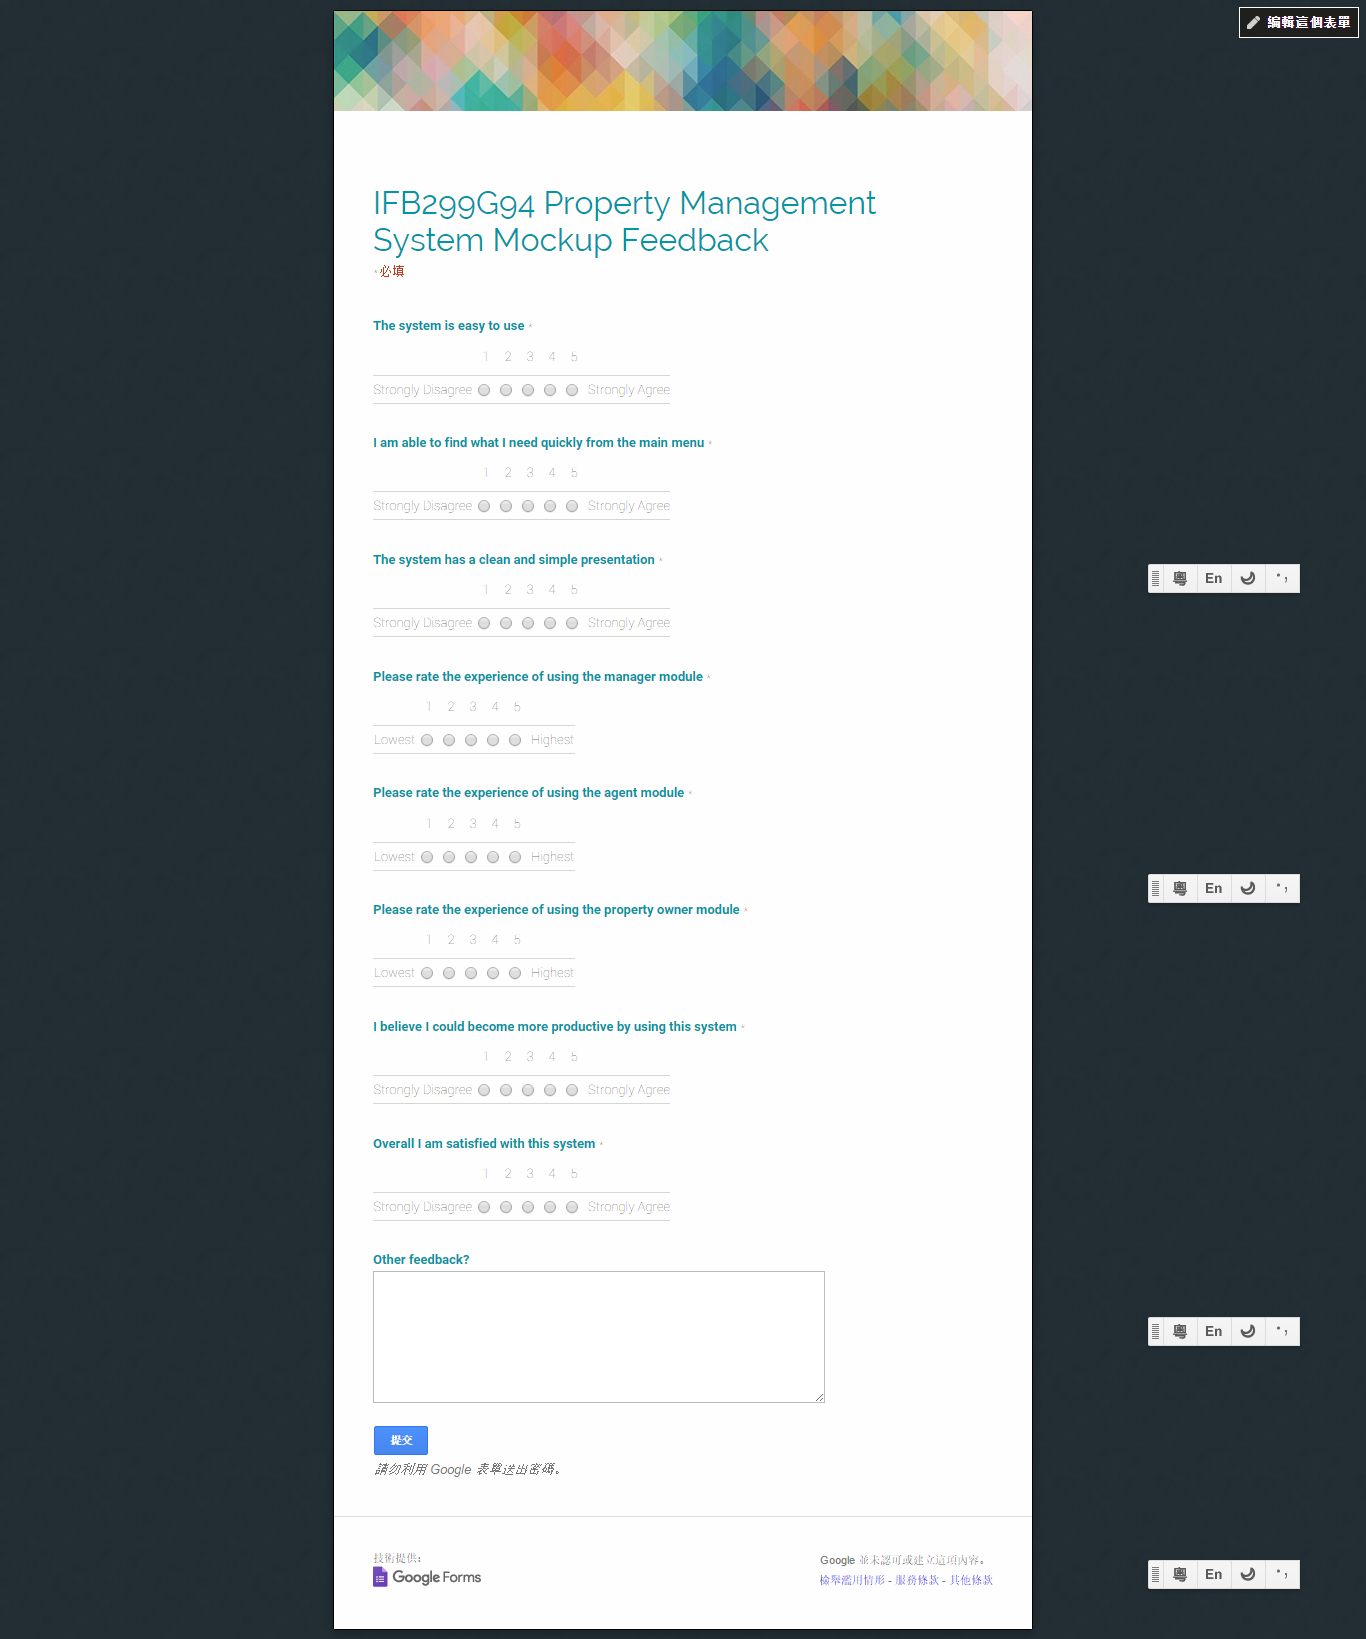 編輯這個表單
IFB299G94 Property Management
System Mockup Feedback
*必填
The system is easy to use *
1 2 3 4 5
Strongly Disagree Strongly Agree
I am able to find what I need quickly from the main menu *
1 2 3 4 5
Strongly Disagree Strongly Agree
The system has a clean and simple presentation *
1 2 3 4 5
Strongly Disagree Strongly Agree
粤 En
Please rate the experience of using the manager module *
1 2 3 4 5
Lowest Highest
Please rate the experience of using the agent module *
1 2 3 4 5
Lowest Highest
粤 En
Please rate the experience of using the property owner module *
1 2 3 4 5
Lowest Highest
I believe I could become more productive by using this system *
1 2 3 4 5
Strongly Disagree Strongly Agree
Overall I am satisfied with this system *
1 2 3 4 5
Strongly Disagree Strongly Agree
Other feedback?
粤 En
提交
請勿利用 Google 表單送出密碼。
技術提供:
Google Forms
Google 並未認可或建立這項內容。
檢舉濫用情形 - 服務條款 - 其他條款
粤 En